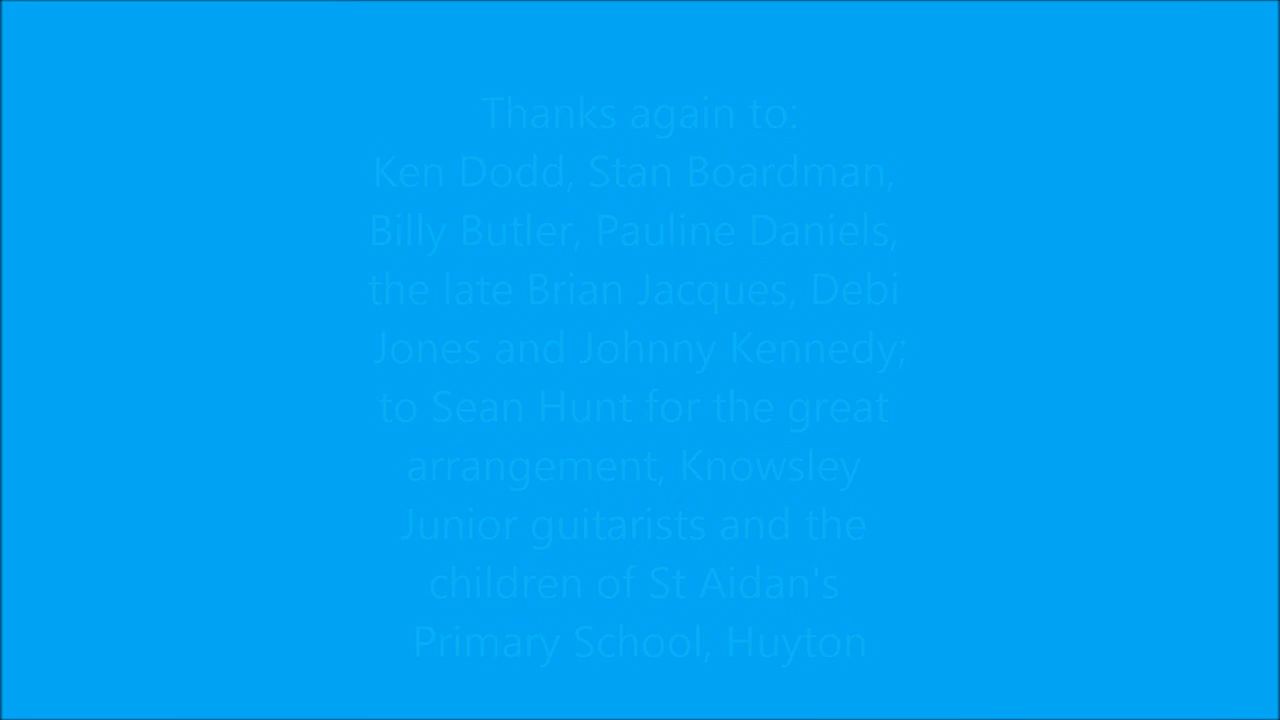 Thanks again to:
Ken Dodd, Stan Boardman,
Billy Butler, Pauline Daniels,
the late Brian Jacques, Debi
Jones and Johnny Kennedy;
to Sean Hunt for the great
arrangement, Knowsley
Junior guitarists and the
children of St Aidan's
Primary School, Huyton